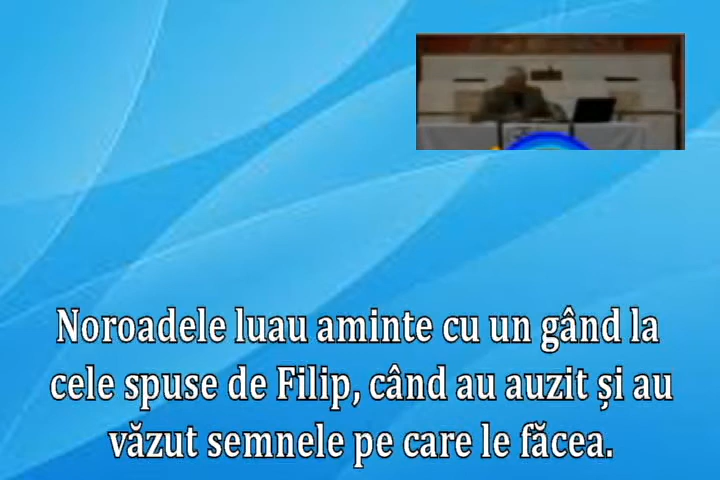 Noroadele luau aminte cu un gând la
cele spuse de Filip, când au auzit și au
văzut semnele pe care le făcea.